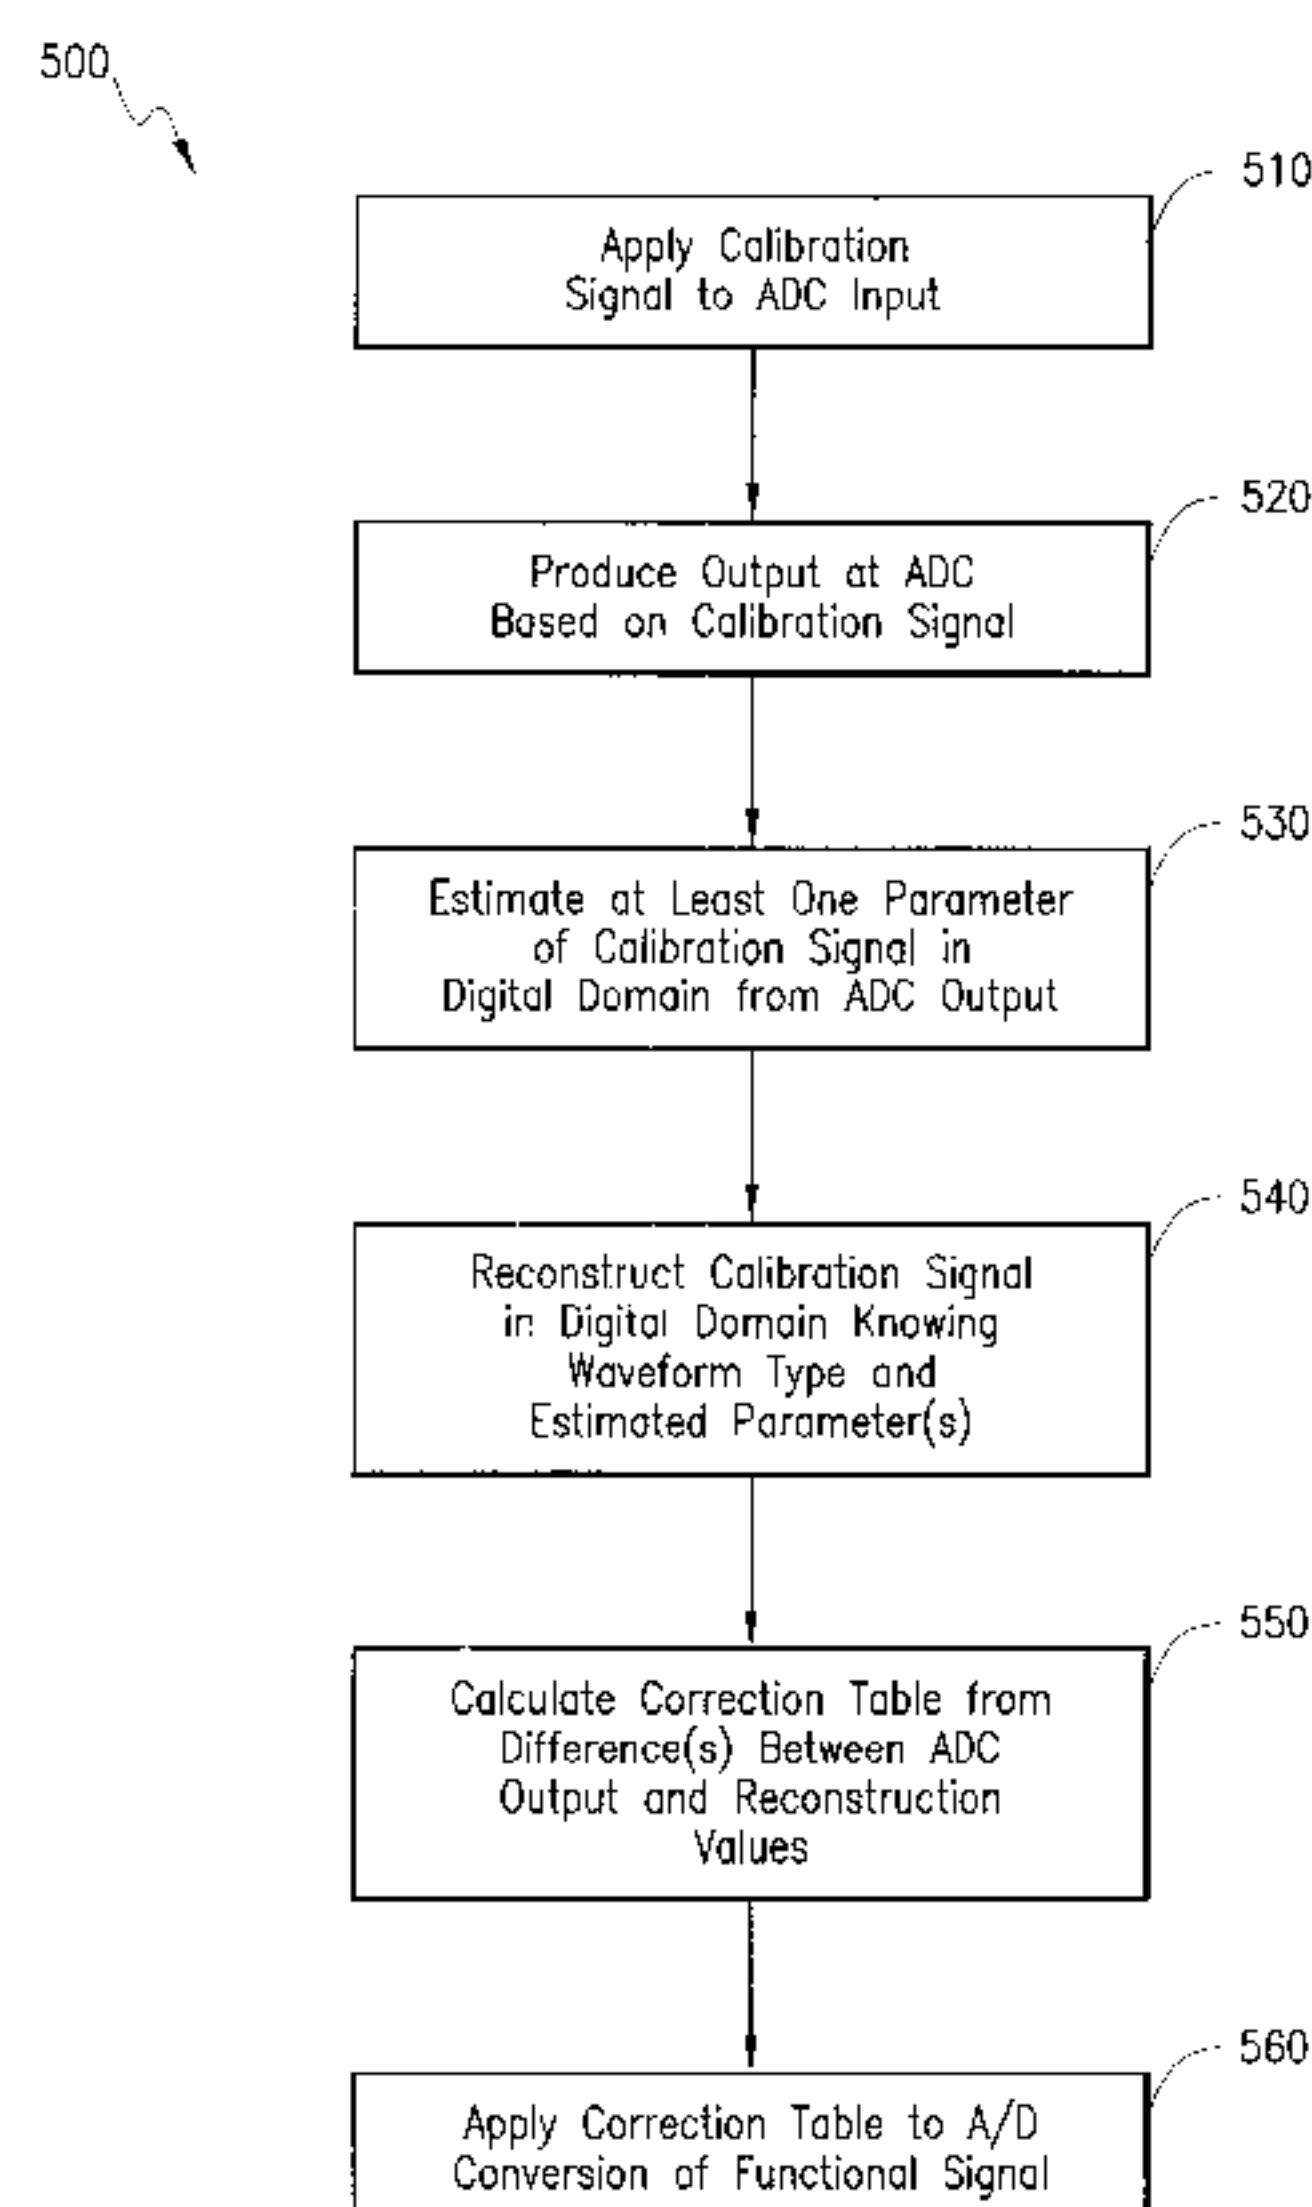 500
510
Apply Calibration
Signal to ADC Input
520
Produce Output at ADC
Based on Calibration Signal
530
Estimate at Least One Parameter
of Calibration Signal in
Digital Domain from ADC Output
540
Reconstruct Calibration Signal
in Digital Domain Knowing
Waveform Type and
Estimated Parameter(s)
550
Calculate Correction Table from
Difference(s) Between ADC
Output and Reconstruction
Values
560
Apply Correction Table to A/D
Conversion of Functional Signal